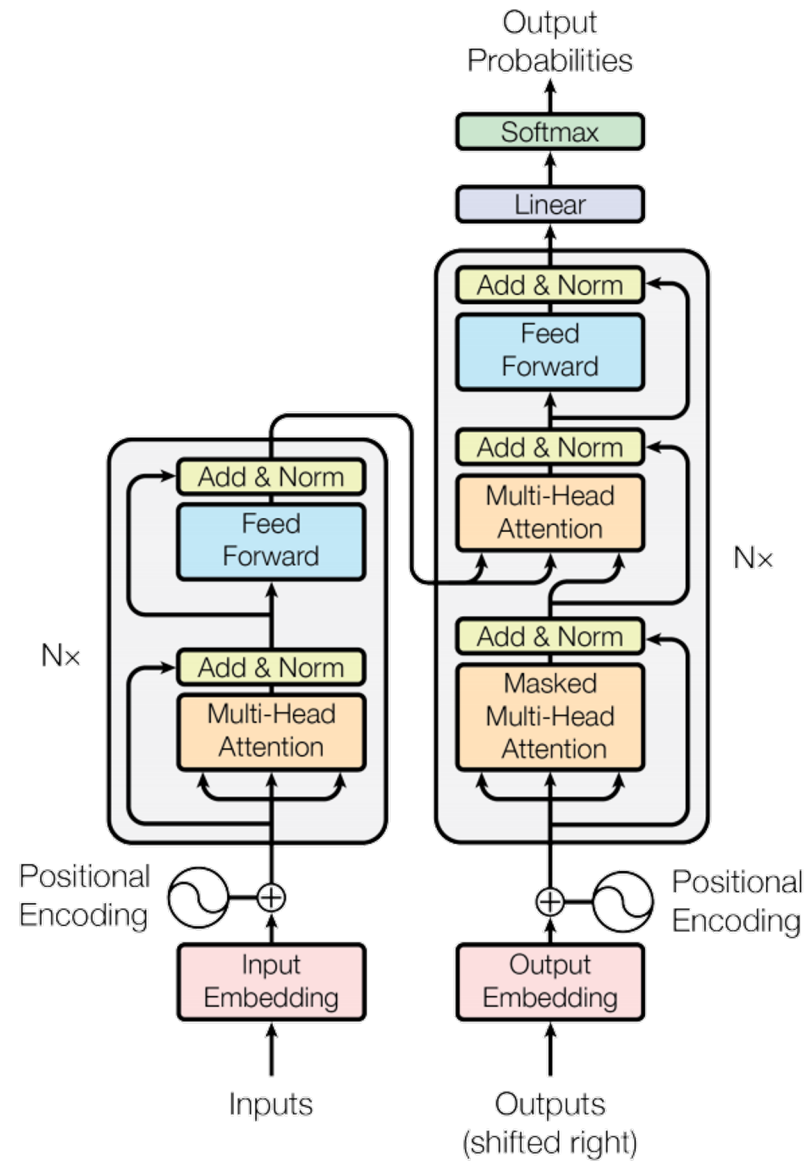 Output
Probabilities
Softmax
Linear
Add & Norm
Feed
Forward
Add & Norm
Multi-Head
Attention
Nx
Add & Norm
Masked
Multi-Head
Attention
Add & Norm
Feed
Forward
Nx
Add & Norm
Multi-Head
Attention
Positional
Encoding
Positional
Encoding
Input
Embedding
Output
Embedding
Inputs
Outputs
(shifted right)